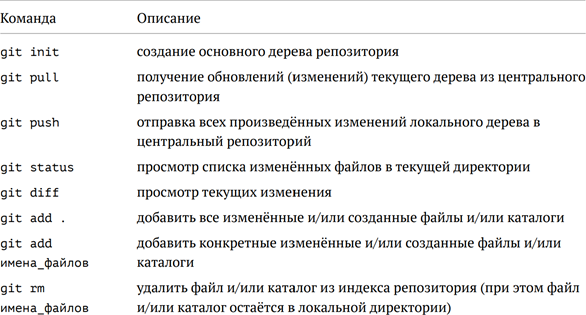 Команда Описание
git init создание основного дерева репозитория
git pull получение обновлений (изменений) текущего дерева из центрального
репозитория
git push отправка всех произведённых изменений локального дерева в
центральный репозиторий
git status просмотр списка изменённых файлов в текущей директории
git diff просмотр текущих изменения
git add . добавить все изменённые и/или созданные файлы и/или каталоги
git add добавить конкретные изменённые и/или созданные файлы и/или
имена_файлов каталоги
git rm удалить файл и/или каталог из индекса репозитория (при этом файл
имена_файлов и/или каталог остаётся в локальной директории)